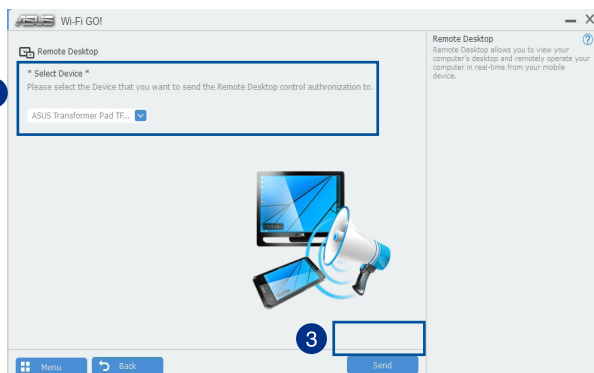 ASUS Wi-Fi GO!
Remote Desktop
* Select Device *
Please select the Device that you want to send the Remote Desktop control authronization to.
ASUS Transformer Pad TF...
3
Menu
Back
Send
Remote Desktop
?
Remote Desktop allows you to view your
computer's desktop and remotely operate your
computer in real-time from your mobile
device.